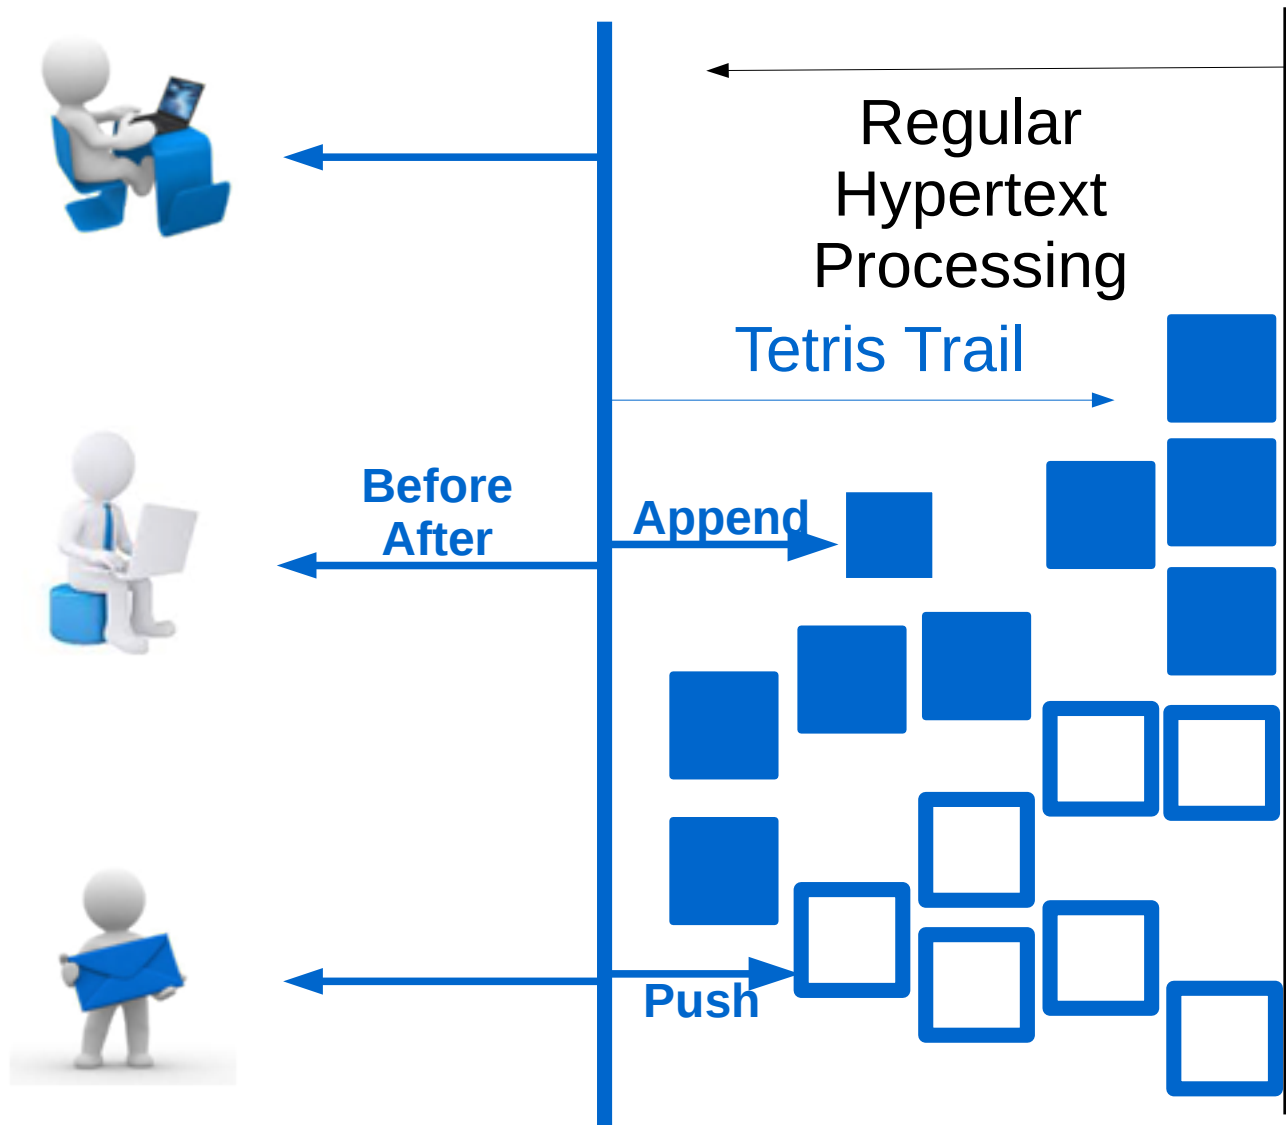 Regular
Hypertext
Processing
Tetris Trail
Before
After
Append
Push